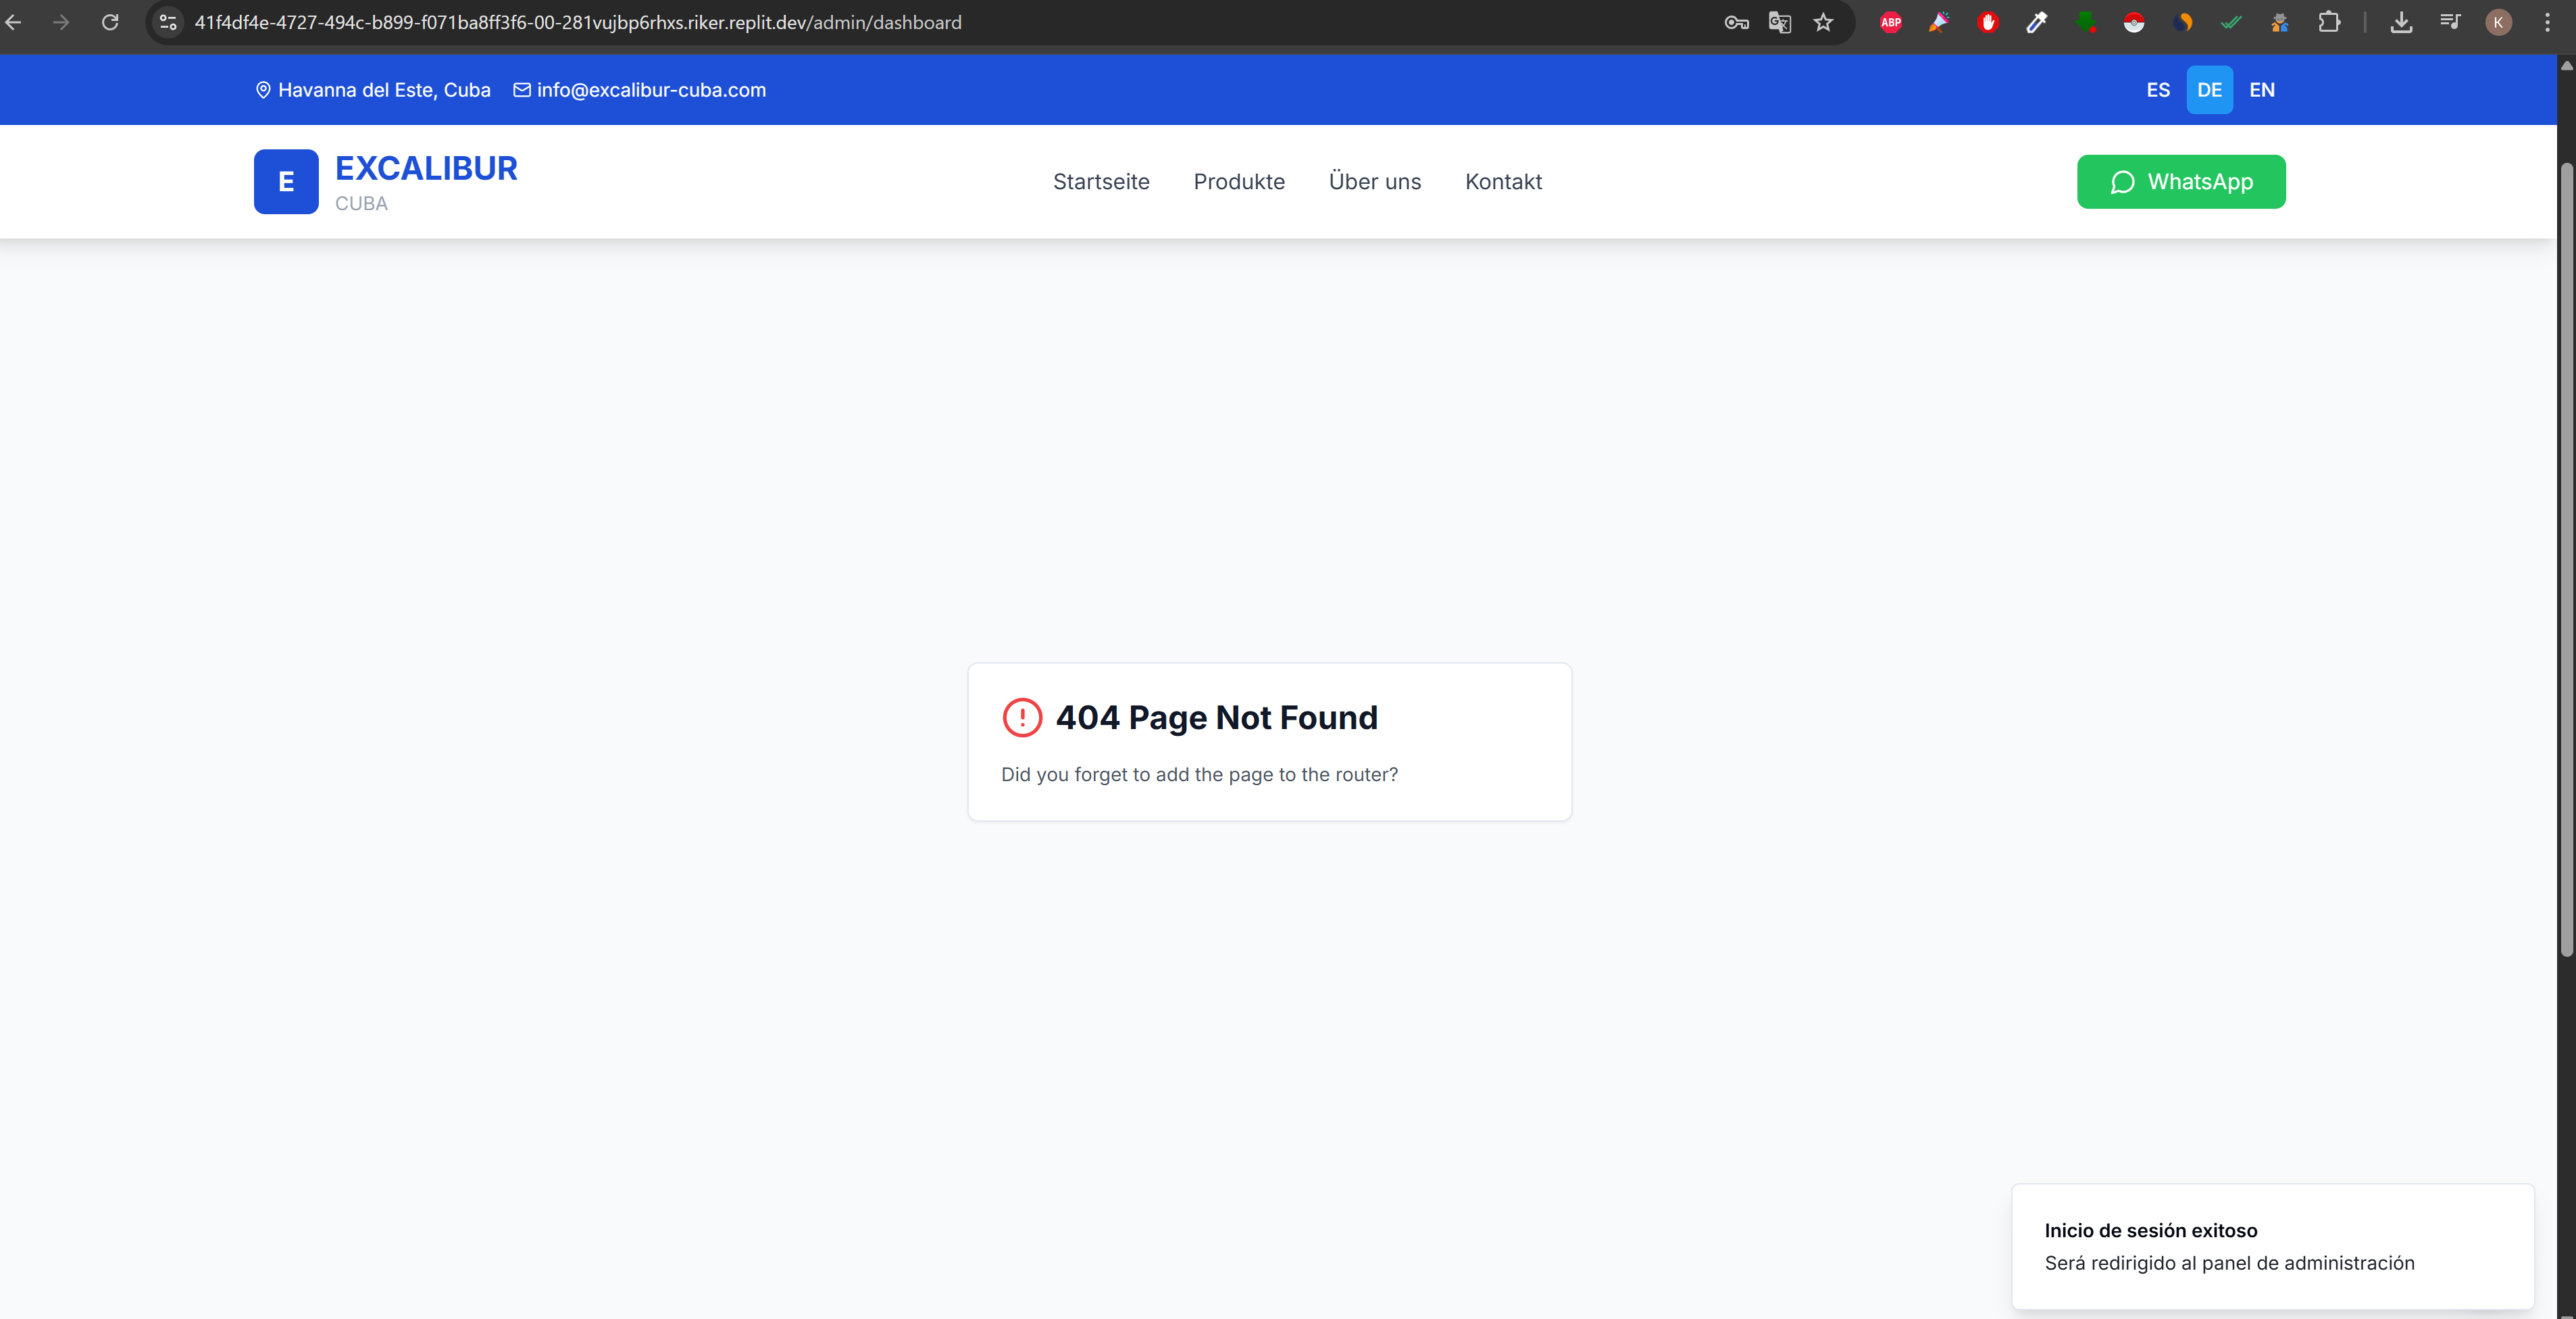 41f4df4e-4727-494c-b899-f071ba8ff3f6-00-281vujbp6rhxs.riker.replit.dev/admin/dashboard
ABP
K
Havanna del Este, Cuba info@excalibur-cuba.com
ES DE EN
E
EXCALIBUR
CUBA
Startseite Produkte Über uns Kontakt
WhatsApp
404 Page Not Found
Did you forget to add the page to the router?
Inicio de sesión exitoso
Será redirigido al panel de administración